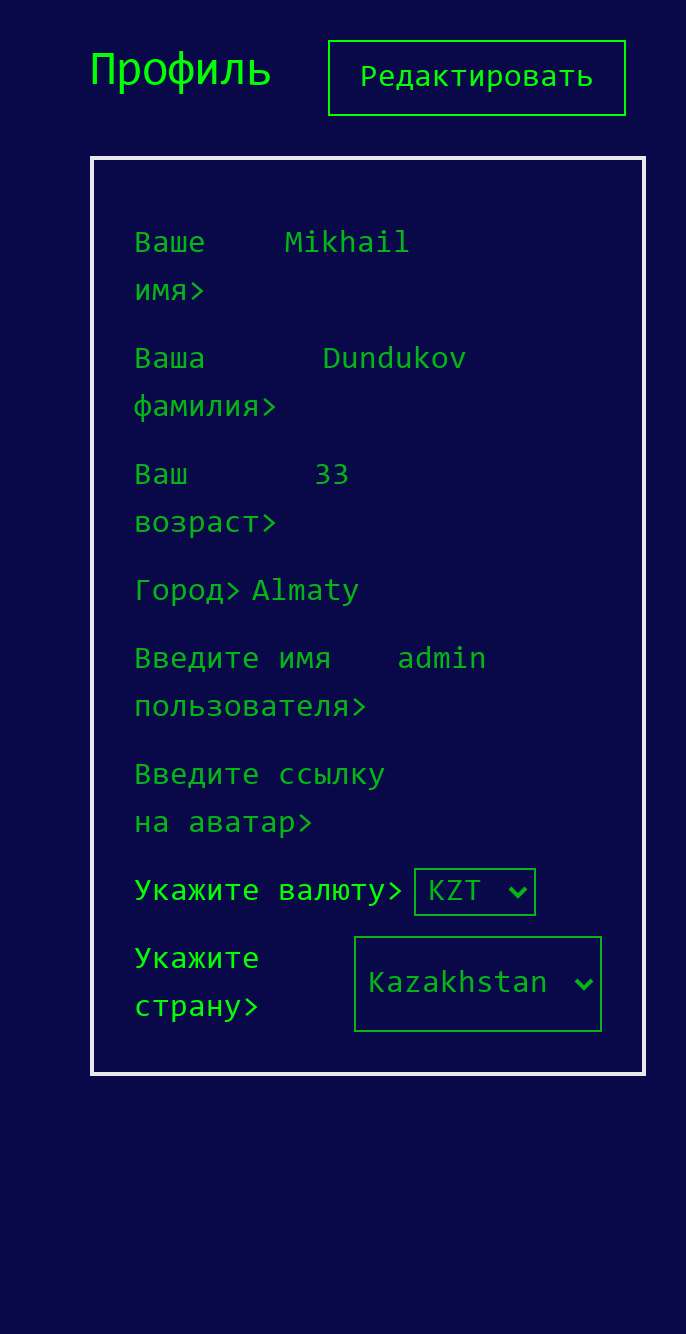 Профиль
Редактировать
Ваше Mikhail
имя>
Ваша Dundukov
фамилия>
Ваш 33
возраст>
Город> Almaty
Введите имя admin
пользователя>
Введите ссылку
на аватар>
Укажите валюту> KZT
Укажите
страну> Kazakhstan